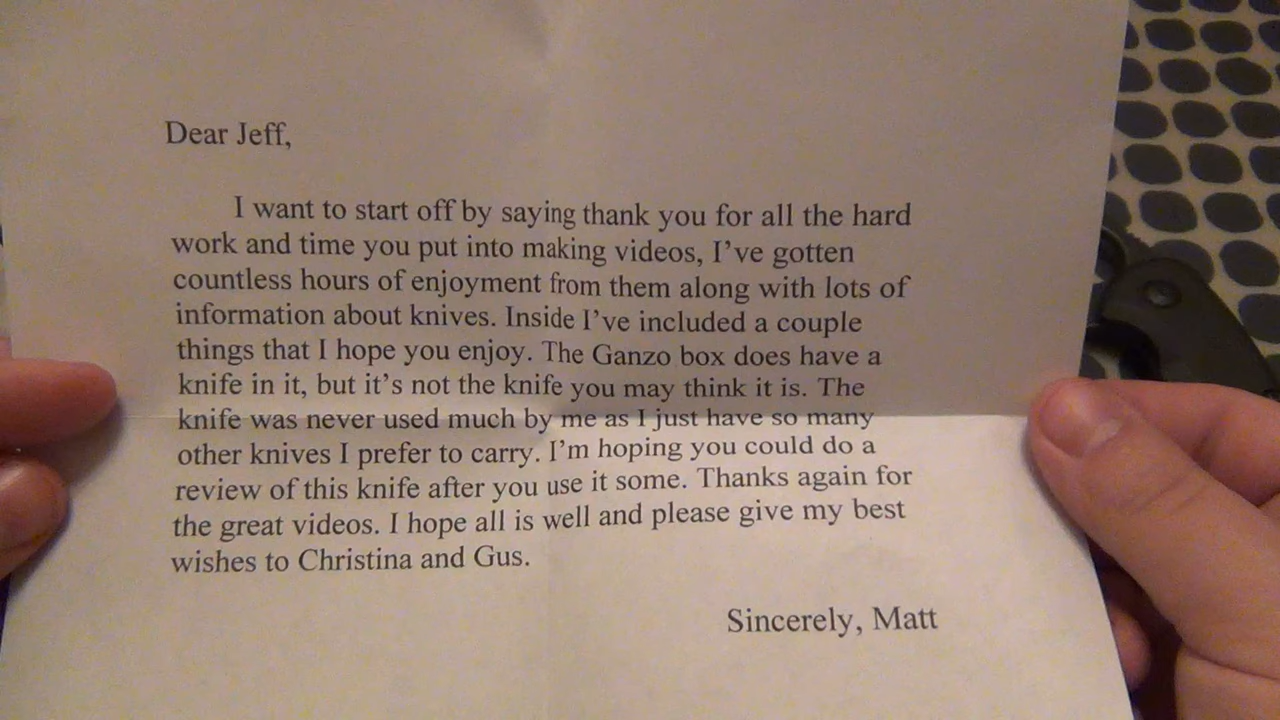 Dear Jeff,
I want to start off by saying thank you for all the hard
work and time you put into making videos, I've gotten
countless hours of enjoyment from them along with lots of
information about knives. Inside I've included a couple
things that I hope you enjoy. The Ganzo box does have a
knife in it, but it's not the knife you may think it is. The
knife was never used much by me as I just have so many
other knives I prefer to carry. I'm hoping you could do a
review of this knife after you use it some. Thanks again for
the great videos. I hope all is well and please give my best
wishes to Christina and Gus.
Sincerely, Matt